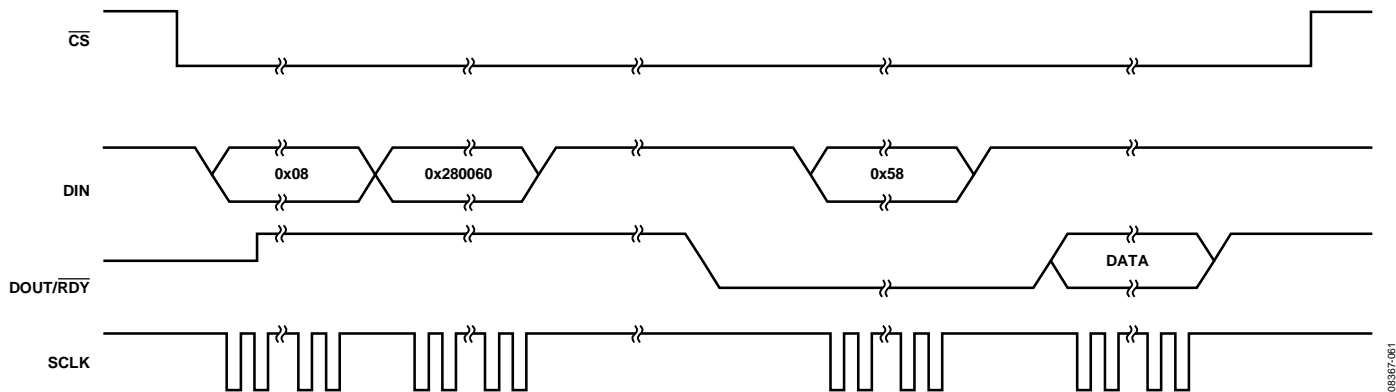 CS
DIN
0x08
0x280060
0x58
DOUT/RDY
DATA
SCLK
08367-061